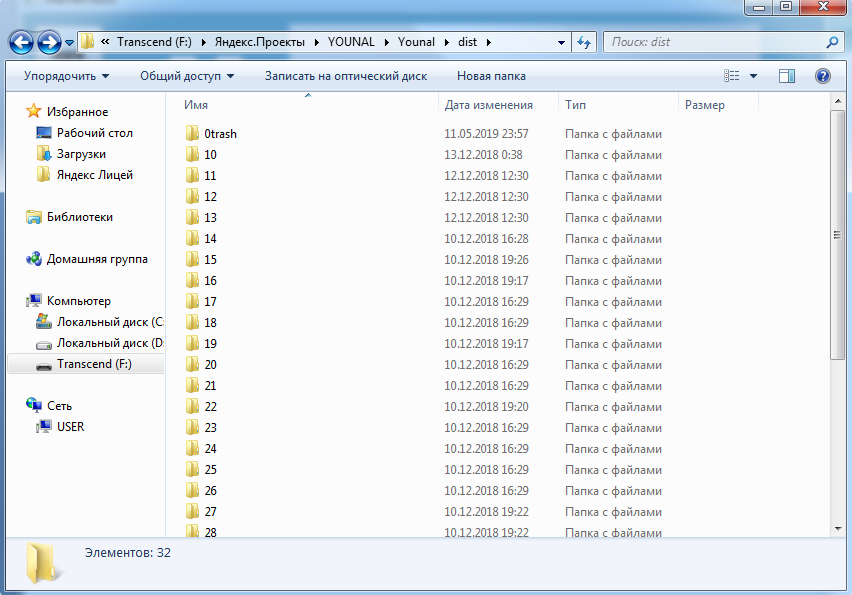 « Transcend (F:) Яндекс.Проекты YOUNAL Younal dist Поиск: dist
Упорядочить Общий доступ Записать на оптический диск Новая папка
Имя Дата изменения Тип Размер
Избранное
Рабочий стол
Загрузки
Яндекс Лицей
Библиотеки
Домашняя группа
Компьютер
Локальный диск (C:
Локальный диск (D:
Transcend (F:)
Сеть
USER
0trash 11.05.2019 23:57 Папка с файлами
10 13.12.2018 0:38 Папка с файлами
11 12.12.2018 12:30 Папка с файлами
12 12.12.2018 12:30 Папка с файлами
13 12.12.2018 12:30 Папка с файлами
14 10.12.2018 16:28 Папка с файлами
15 10.12.2018 19:26 Папка с файлами
16 10.12.2018 19:17 Папка с файлами
17 10.12.2018 16:29 Папка с файлами
18 10.12.2018 16:29 Папка с файлами
19 10.12.2018 19:17 Папка с файлами
20 10.12.2018 16:29 Папка с файлами
21 10.12.2018 16:29 Папка с файлами
22 10.12.2018 19:20 Папка с файлами
23 10.12.2018 16:29 Папка с файлами
24 10.12.2018 16:29 Папка с файлами
25 10.12.2018 16:29 Папка с файлами
26 10.12.2018 16:29 Папка с файлами
27 10.12.2018 19:22 Папка с файлами
28 10.12.2018 19:22 Папка с файлами
Элементов: 32